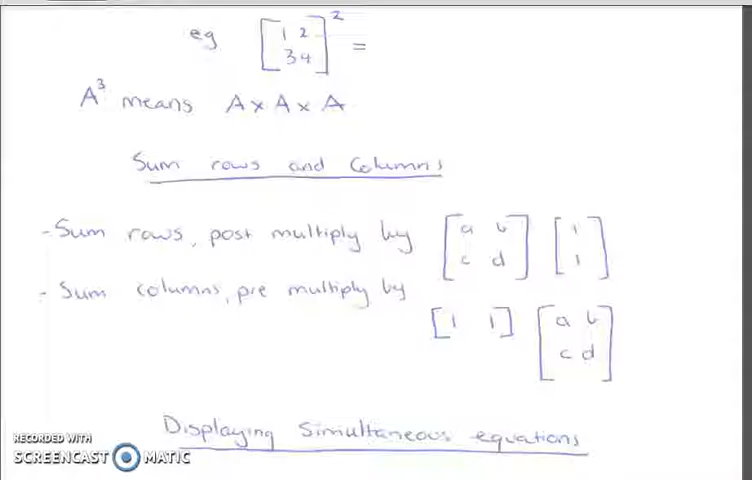 eg [1 2 3 4]² =
A³ means A x A x A
Sum rows and Columns
- Sum rows, post multiply by [a b c d] [1 1]
- Sum columns, pre multiply by
[1 1] [a b c d]
Displaying Simultaneous equations
RECORDED WITH
SCREENCAST O MATIC